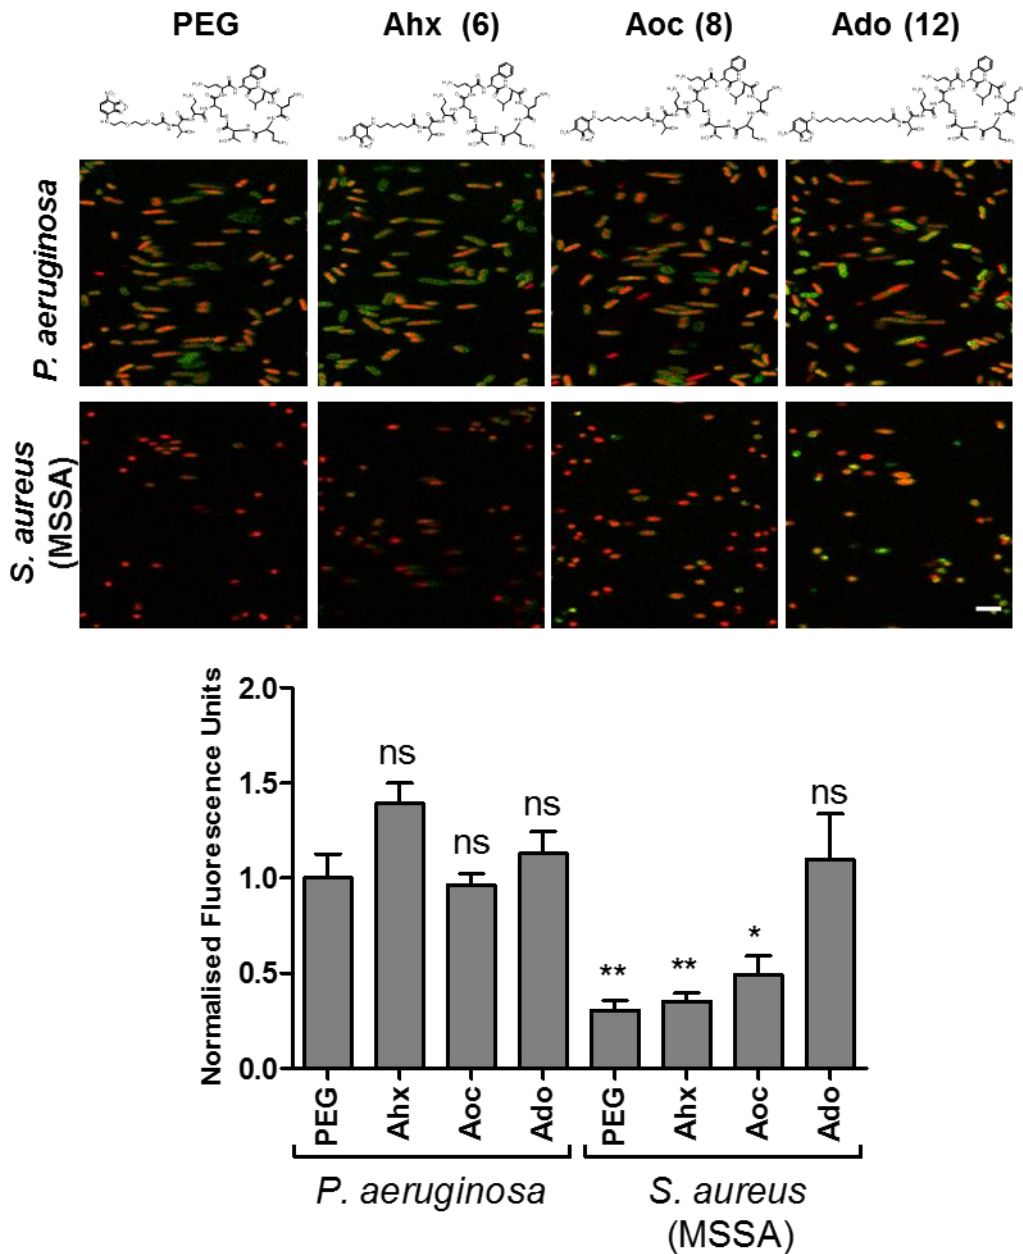 PEG
Ahx (6)
Aoc (8)
Ado (12)
P. aeruginosa
S. aureus
(MSSA)
Normalised Fluorescence Units
2.0
1.5
1.0
0.5
0.0
ns
ns
ns
**
**
*
ns
PEG
Ahx
Aoc
Ado
PEG
Ahx
Aoc
Ado
P. aeruginosa
S. aureus
(MSSA)